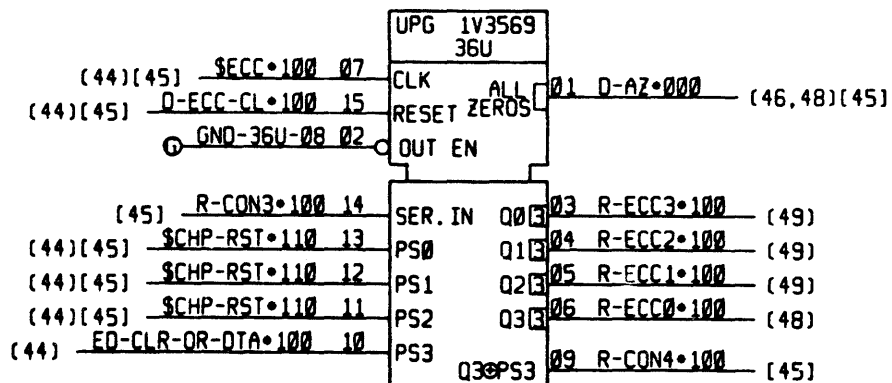 UPG 1V3569
36U
(44)[45] $ECC•100 07 CLK ALL ZEROS 01 D-AZ•000 (46,48)[45]
(44)[45] D-ECC-CL•100 15 RESET
G GND-36U-08 02 OUT EN
[45] R-CON3•100 14 SER.IN Q0 3 03 R-ECC3•100 (49)
(44)[45] $CHP-RST•110 13 PS0 Q1 3 04 R-ECC2•100 (49)
(44)[45] $CHP-RST•110 12 PS1 Q2 3 05 R-ECC1•100 (49)
(44)[45] $CHP-RST•110 11 PS2 Q3 3 06 R-ECC0•100 (48)
(44) ED-CLR-OR-DTA•100 10 PS3
Q3⊕PS3 09 R-CON4•100 [45]